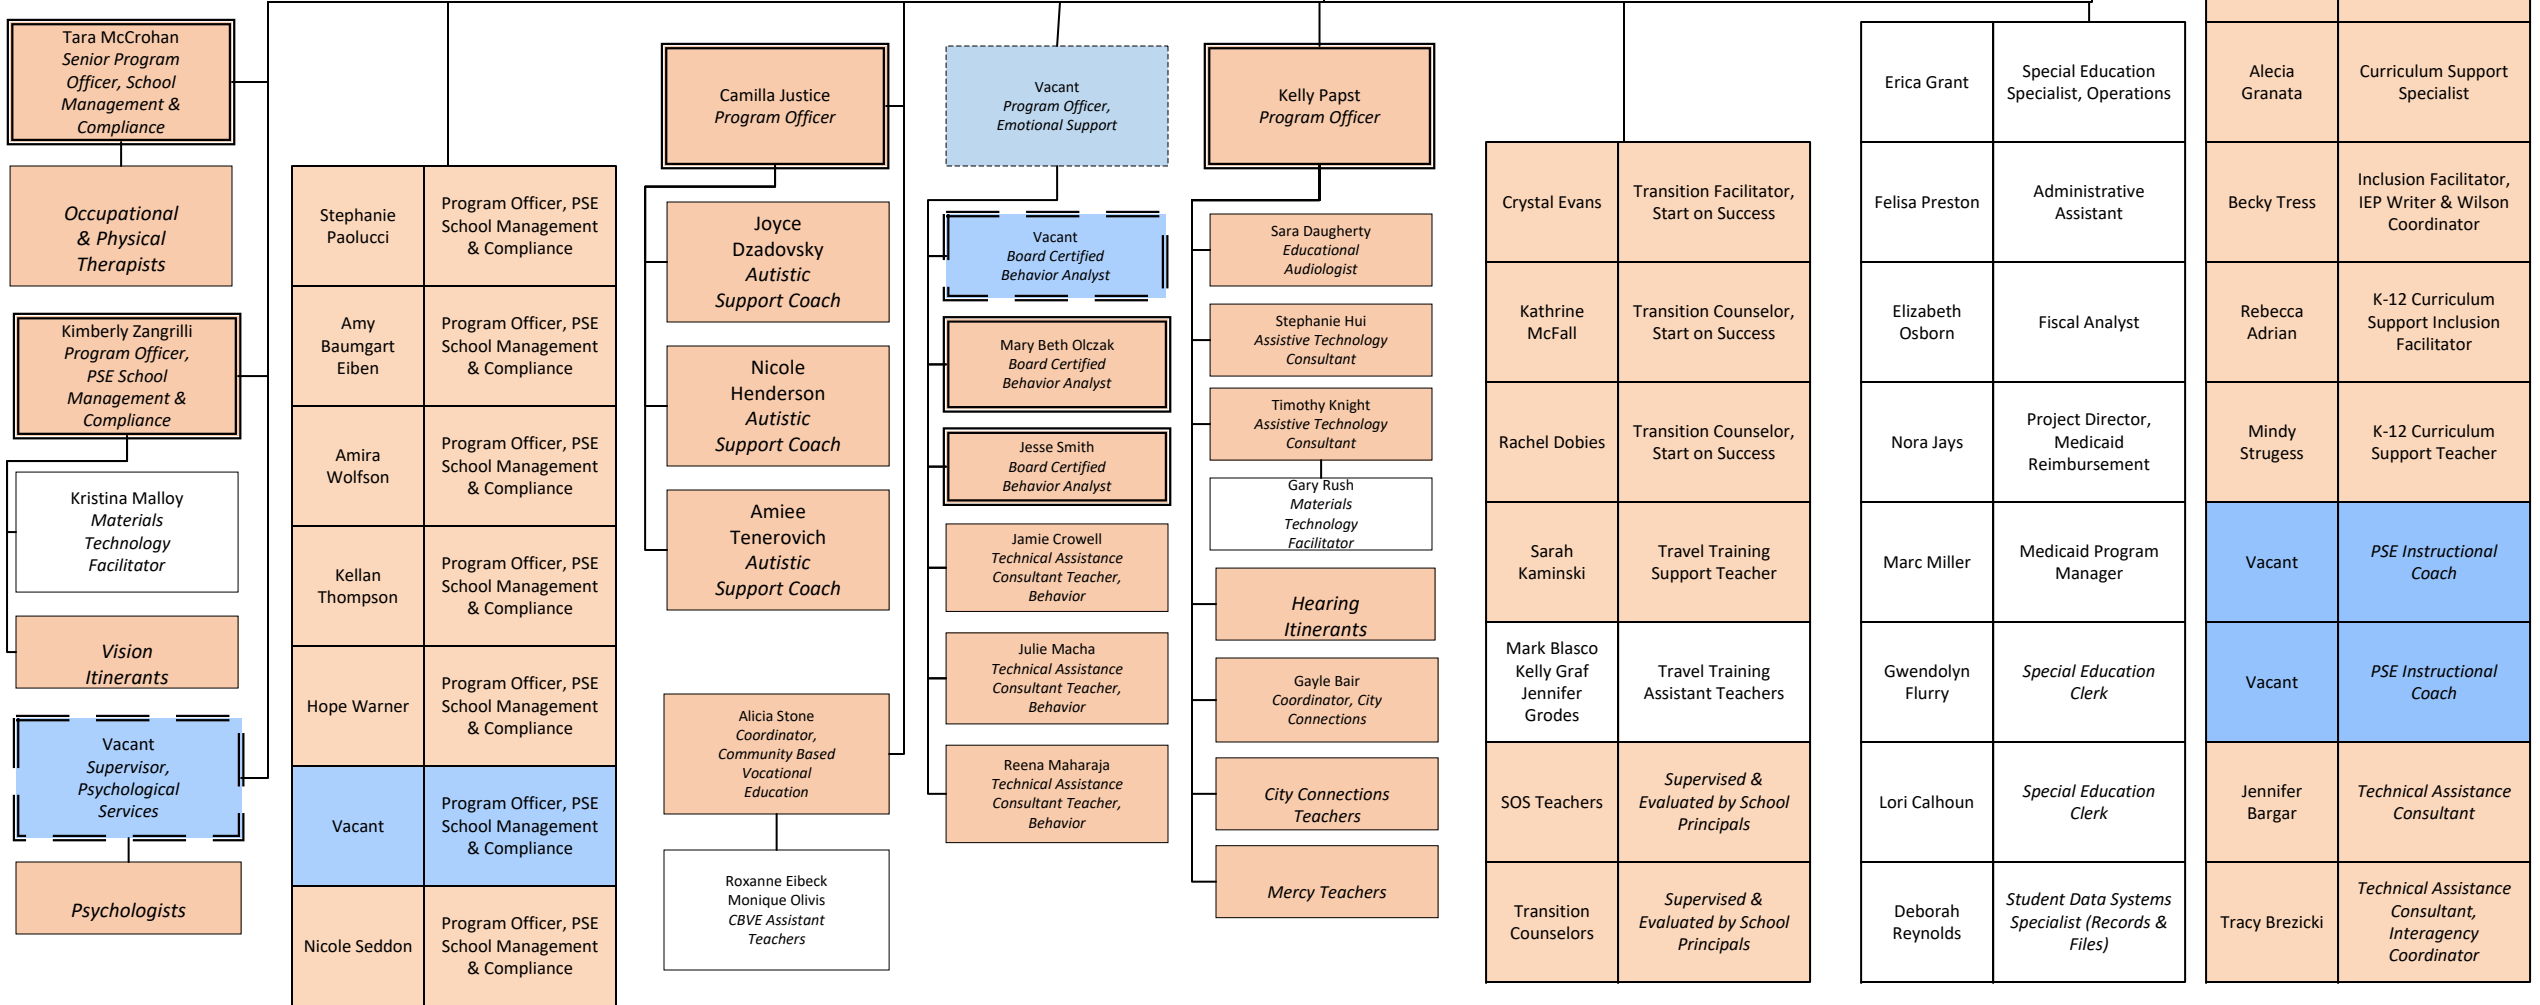 Tara McCrohan
Senior Program
Officer, School
Management &
Compliance
Occupational
& Physical
Therapists
Kimberly Zangrilli
Program Officer,
PSE School
Management &
Compliance
Kristina Malloy
Materials
Technology
Facilitator
Vision
Itinerants
Vacant
Supervisor,
Psychological
Services
Psychologists
Stephanie
Paolucci
Program Officer, PSE
School Management
& Compliance
Amy
Baumgart
Eiben
Program Officer, PSE
School Management
& Compliance
Amira
Wolfson
Program Officer, PSE
School Management
& Compliance
Kellan
Thompson
Program Officer, PSE
School Management
& Compliance
Hope Warner
Program Officer, PSE
School Management
& Compliance
Vacant
Program Officer, PSE
School Management
& Compliance
Nicole Seddon
Program Officer, PSE
School Management
& Compliance
Camilla Justice
Program Officer
Joyce
Dzadovsky
Autistic
Support Coach
Nicole
Henderson
Autistic
Support Coach
Amiee
Tenerovich
Autistic
Support Coach
Alicia Stone
Coordinator,
Community Based
Vocational
Education
Roxanne Eibeck
Monique Olivis
CBVE Assistant
Teachers
Vacant
Program Officer,
Emotional Support
Vacant
Board Certified
Behavior Analyst
Mary Beth Olczak
Board Certified
Behavior Analyst
Jesse Smith
Board Certified
Behavior Analyst
Jamie Crowell
Technical Assistance
Consultant Teacher,
Behavior
Julie Macha
Technical Assistance
Consultant Teacher,
Behavior
Reena Maharaja
Technical Assistance
Consultant Teacher,
Behavior
Kelly Papst
Program Officer
Sara Daugherty
Educational
Audiologist
Stephanie Hui
Assistive Technology
Consultant
Timothy Knight
Assistive Technology
Consultant
Gary Rush
Materials
Technology
Facilitator
Hearing
Itinerants
Gayle Bair
Coordinator, City
Connections
City Connections
Teachers
Mercy Teachers
Crystal Evans
Transition Facilitator,
Start on Success
Kathrine
McFall
Transition Counselor,
Start on Success
Rachel Dobies
Transition Counselor,
Start on Success
Sarah
Kaminski
Travel Training
Support Teacher
Mark Blasco
Kelly Graf
Jennifer
Grodes
Travel Training
Assistant Teachers
SOS Teachers
Supervised &
Evaluated by School
Principals
Transition
Counselors
Supervised &
Evaluated by School
Principals
Erica Grant
Special Education
Specialist, Operations
Felisa Preston
Administrative
Assistant
Elizabeth
Osborn
Fiscal Analyst
Nora Jays
Project Director,
Medicaid
Reimbursement
Marc Miller
Medicaid Program
Manager
Gwendolyn
Flurry
Special Education
Clerk
Lori Calhoun
Special Education
Clerk
Deborah
Reynolds
Student Data Systems
Specialist (Records &
Files)
Alecia
Granata
Curriculum Support
Specialist
Becky Tress
Inclusion Facilitator,
IEP Writer & Wilson
Coordinator
Rebecca
Adrian
K-12 Curriculum
Support Inclusion
Facilitator
Mindy
Strugess
K-12 Curriculum
Support Teacher
Vacant
PSE Instructional
Coach
Vacant
PSE Instructional
Coach
Jennifer
Bargar
Technical Assistance
Consultant
Tracy Brezicki
Technical Assistance
Consultant,
Interagency
Coordinator